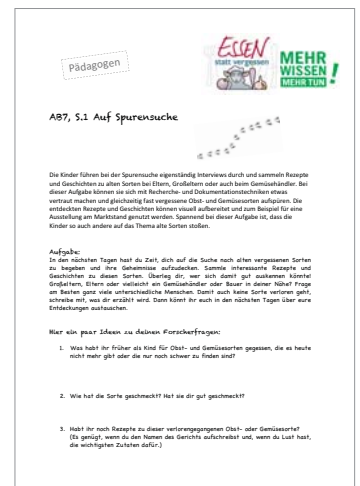 Pädagogen
ESSEN
statt vergessen
MEHR
WISSEN
MEHR TUN!
AB7, S.1 Auf Spurensuche
Die Kinder führen bei der Spurensuche eigenständig Interviews durch und sammeln Rezepte
und Geschichten zu alten Sorten bei Eltern, Großeltern oder auch beim Gemüsehändler. Bei
dieser Aufgabe können sie sich mit Recherche- und Dokumentationstechniken etwas
vertraut machen und gleichzeitig fast vergessene Obst- und Gemüsesorten aufspüren. Die
entdeckten Rezepte und Geschichten können visuell aufbereitet und zum Beispiel für eine
Ausstellung am Marktstand genutzt werden. Spannend bei dieser Aufgabe ist, dass die
Kinder so auch andere auf das Thema alte Sorten stoßen.
Aufgabe:
In den nächsten Tagen hast du Zeit, dich auf die Suche nach alten vergessenen Sorten
zu begeben und ihre Geheimnisse aufzudecken. Sammle interessante Rezepte und
Geschichten zu diesen Sorten. Überleg dir, wer sich damit gut auskennen könnte!
Großeltern, Eltern oder vielleicht ein Gemüsehändler oder Bauer in deiner Nähe? Frage
am Besten ganz viele unterschiedliche Menschen. Damit auch keine Sorte verloren geht,
schreibe mit, was dir erzählt wird. Dann könnt ihr euch in den nächsten Tagen über eure
Entdeckungen austauschen.
Hier ein paar Ideen zu deinen Forscherfragen:
1. Was habt ihr früher als Kind für Obst- und Gemüsesorten gegessen, die es heute
nicht mehr gibt oder die nur noch schwer zu finden sind?
2. Wie hat die Sorte geschmeckt? Hat sie dir gut geschmeckt?
3. Habt ihr noch Rezepte zu dieser verlorengegangenen Obst- oder Gemüsesorte?
(Es genügt, wenn du den Namen des Gerichts aufschreibst und, wenn du Lust hast,
die wichtigsten Zutaten dafür.)